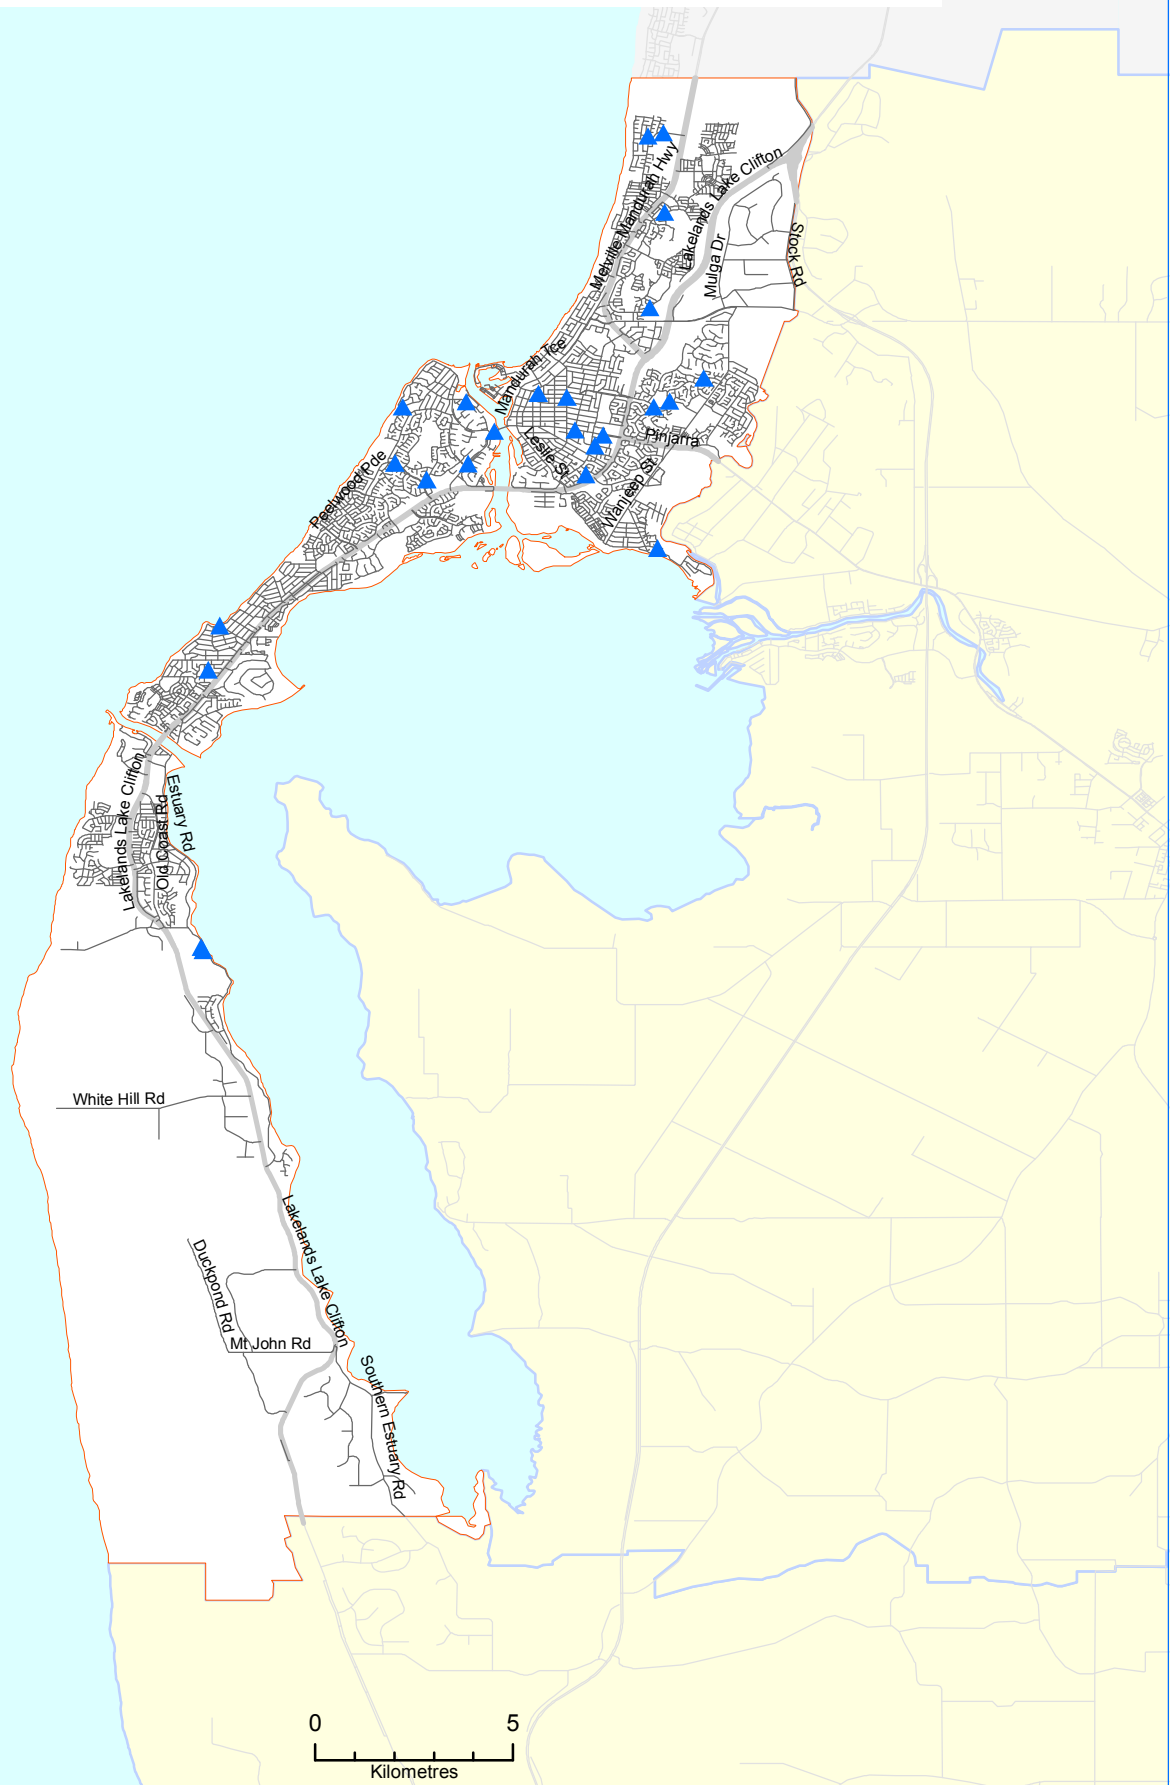 Melville Mandurah Hwy
Lakelands Lake Clifton
Mulga Dr
Stock Rd
Mandurah Tce
Leslie St
Pinjarra
Wanjeep St
Peelwood Pde
Lakelands Lake Clifton
Old Coast Rd
Estuary Rd
White Hill Rd
Lakelands Lake Clifton
Duckpond Rd
Mt John Rd
Southern Estuary Rd
0 5
Kilometres